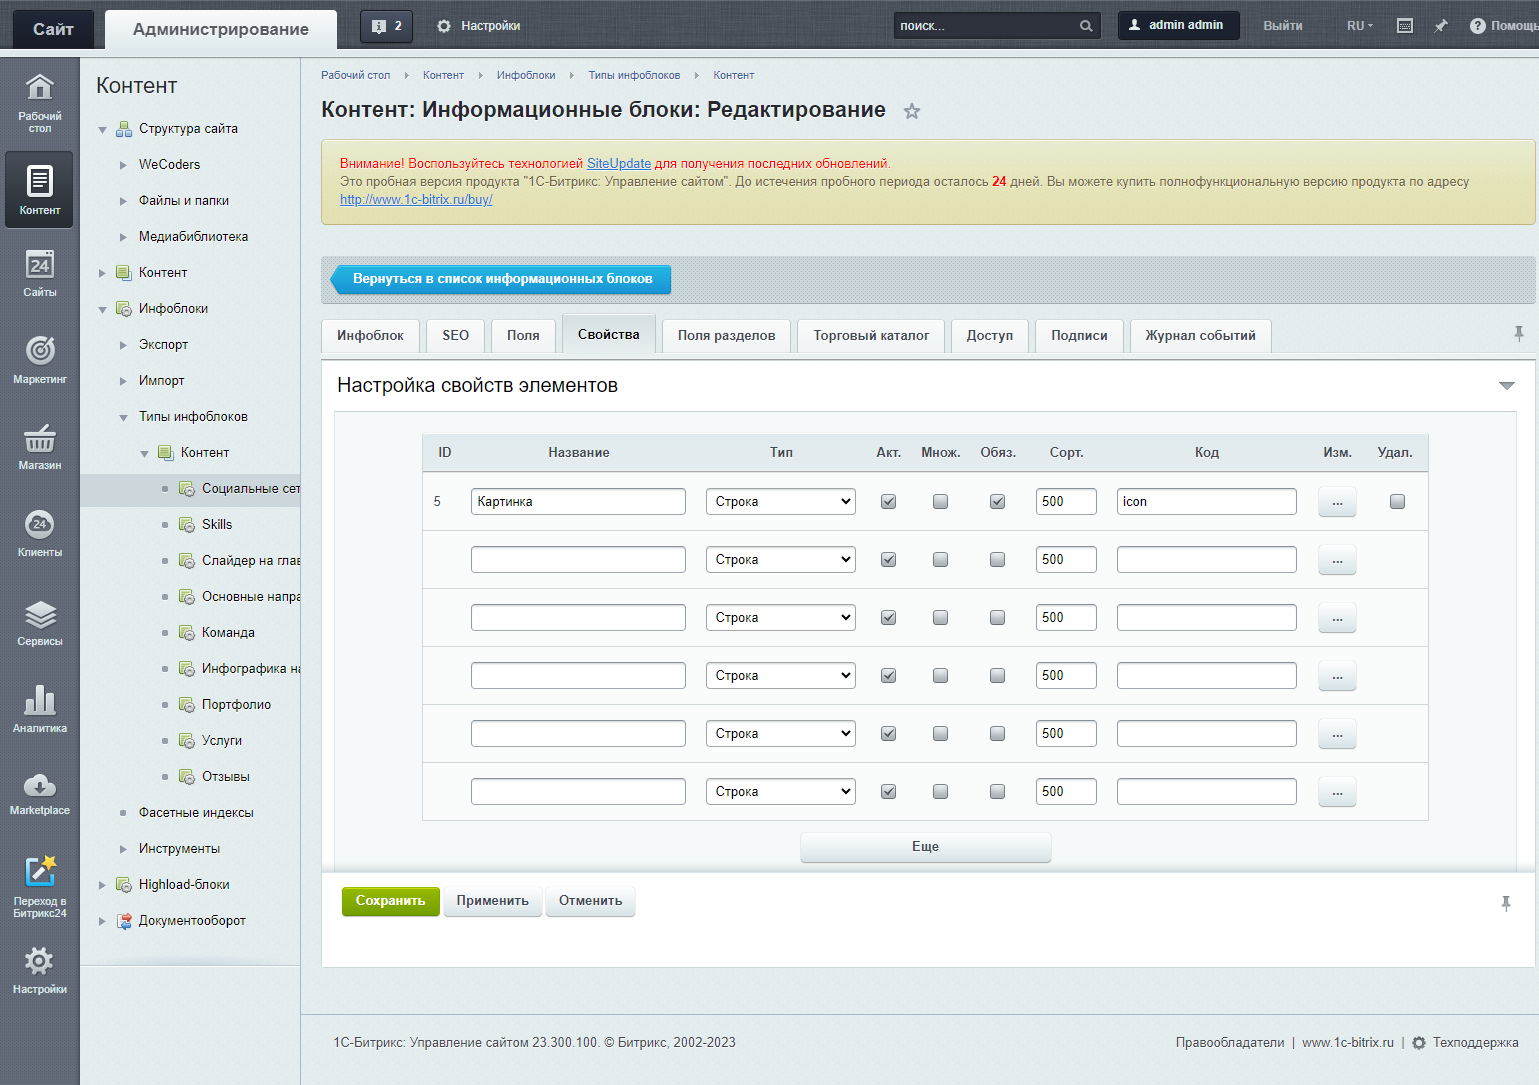 Сайт
Администрирование
2
Настройки
поиск...
admin admin
Выйти
RU
Помощь
Рабочий стол
Контент
24
Сайты
Маркетинг
Магазин
24
Клиенты
Сервисы
Аналитика
Marketplace
Переход в Битрикс24
Настройки
Контент
Структура сайта
WeCoders
Файлы и папки
Медиабиблиотека
Контент
Инфоблоки
Экспорт
Импорт
Типы инфоблоков
Контент
Социальные сет
Skills
Слайдер на глав
Основные напра
Команда
Инфографика на
Портфолио
Услуги
Отзывы
Фасетные индексы
Инструменты
Highload-блоки
Документооборот
Рабочий стол Контент Инфоблоки Типы инфоблоков Контент
Контент: Информационные блоки: Редактирование
Внимание! Воспользуйтесь технологией SiteUpdate для получения последних обновлений.
Это пробная версия продукта "1С-Битрикс: Управление сайтом". До истечения пробного периода осталось 24 дней. Вы можете купить полнофункциональную версию продукта по адресу
http://www.1c-bitrix.ru/buy/
Вернуться в список информационных блоков
Инфоблок SEO Поля Свойства Поля разделов Торговый каталог Доступ Подписи Журнал событий
Настройка свойств элементов
ID Название Тип Акт. Множ. Обяз. Сорт. Код Изм. Удал.
5 Картинка Строка 500 icon ...
Строка 500 ...
Строка 500 ...
Строка 500 ...
Строка 500 ...
Строка 500 ...
Еще
Сохранить Применить Отменить
1С-Битрикс: Управление сайтом 23.300.100. © Битрикс, 2002-2023
Правообладатели | www.1c-bitrix.ru | Техподдержка